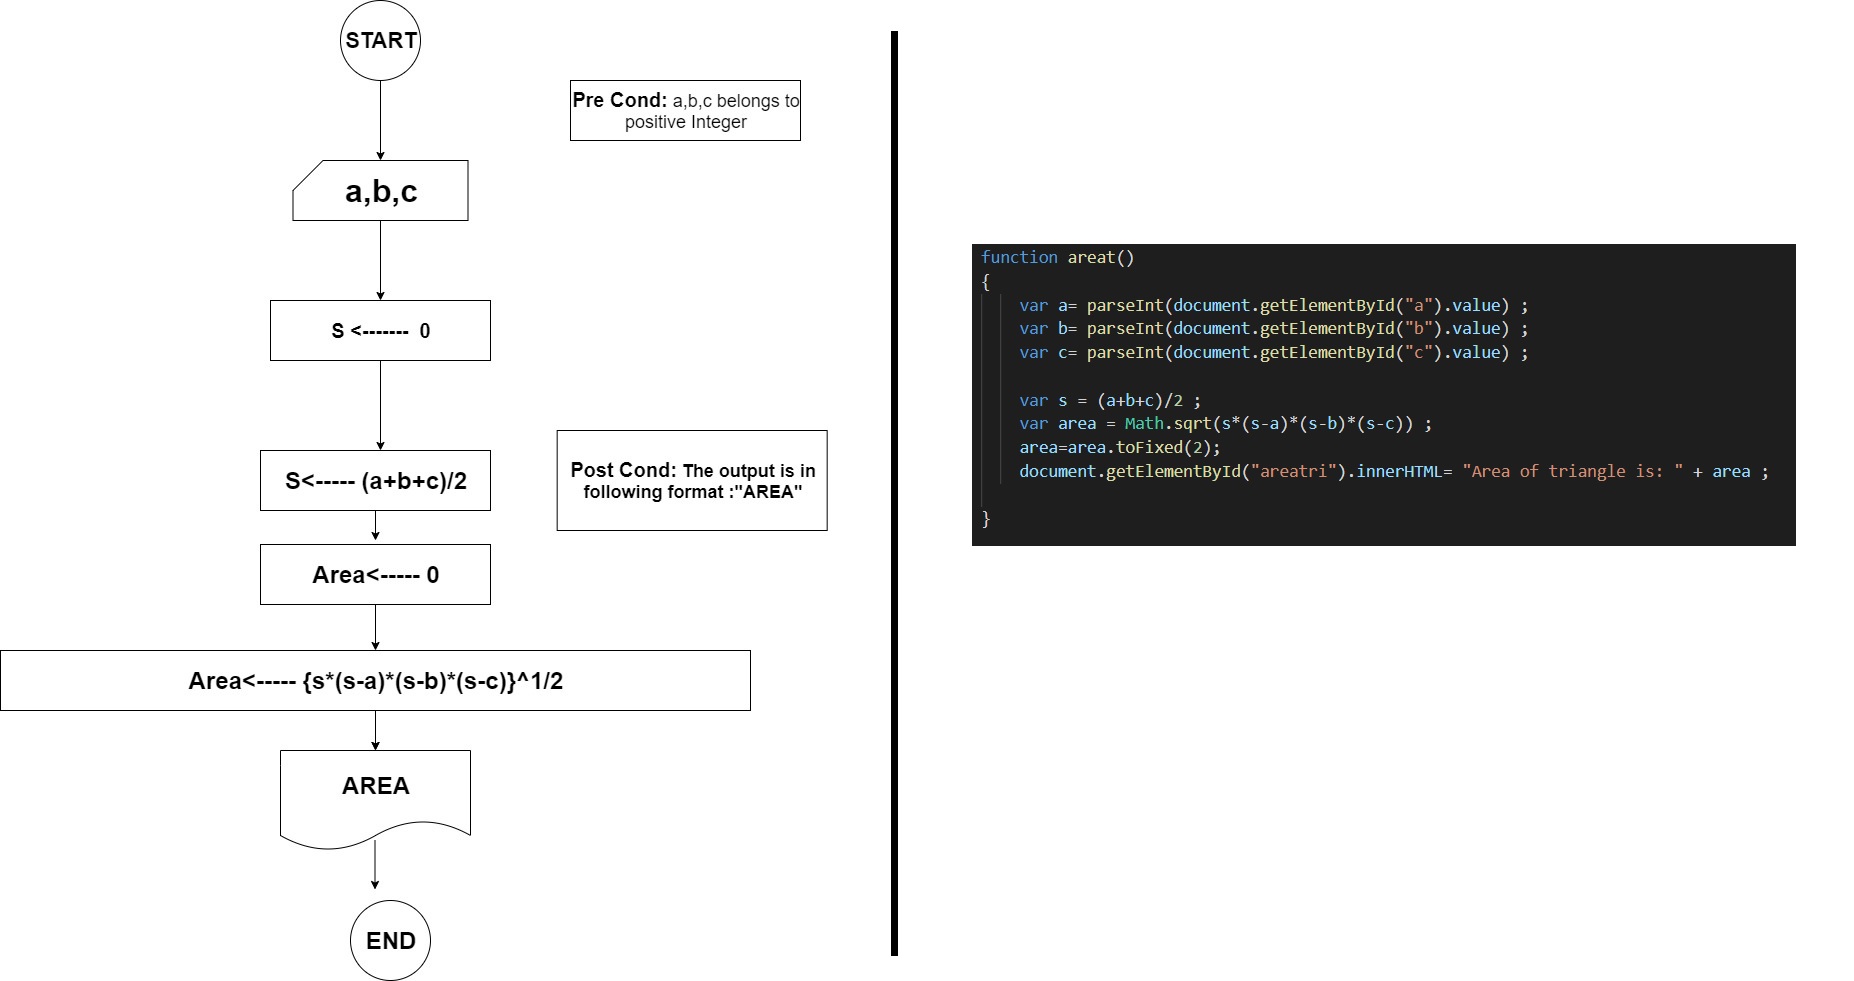 START
Pre Cond: a,b,c belongs to
positive Integer
a,b,c
S <------- 0
S<----- (a+b+c)/2
Post Cond: The output is in
following format :"AREA"
Area<----- 0
Area<----- {s*(s-a)*(s-b)*(s-c)}^1/2
AREA
END
function areat()
{
var a= parseInt(document.getElementById("a").value) ;
var b= parseInt(document.getElementById("b").value) ;
var c= parseInt(document.getElementById("c").value) ;
var s = (a+b+c)/2 ;
var area = Math.sqrt(s*(s-a)*(s-b)*(s-c)) ;
area=area.toFixed(2);
document.getElementById("areatri").innerHTML= "Area of triangle is: " + area ;
}